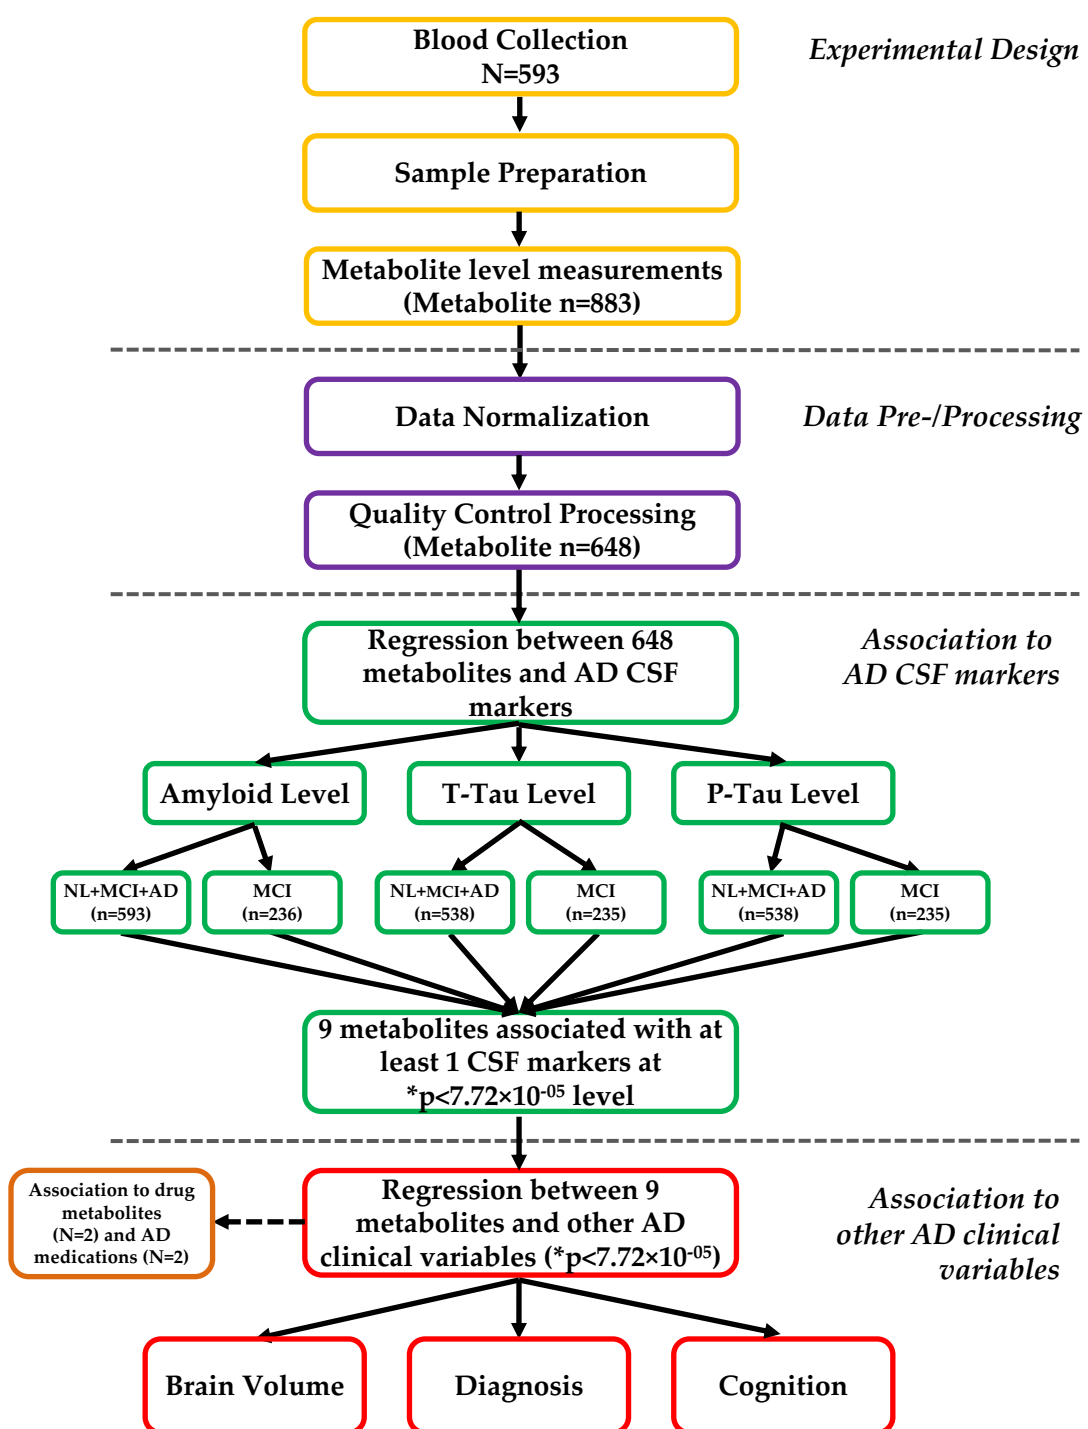 Blood Collection
N=593
Experimental Design
Sample Preparation
Metabolite level measurements
(Metabolite n=883)
Data Normalization
Data Pre-/Processing
Quality Control Processing
(Metabolite n=648)
Regression between 648
metabolites and AD CSF
markers
Association to
AD CSF markers
Amyloid Level
T-Tau Level
P-Tau Level
NL+MCI+AD
(n=593)
MCI
(n=236)
NL+MCI+AD
(n=538)
MCI
(n=235)
NL+MCI+AD
(n=538)
MCI
(n=235)
9 metabolites associated with at
least 1 CSF markers at
*p<7.72×10⁻⁰⁵ level
Association to drug
metabolites
(N=2) and AD
medications (N=2)
Regression between 9
metabolites and other AD
clinical variables (*p<7.72×10⁻⁰⁵)
Association to
other AD clinical
variables
Brain Volume
Diagnosis
Cognition